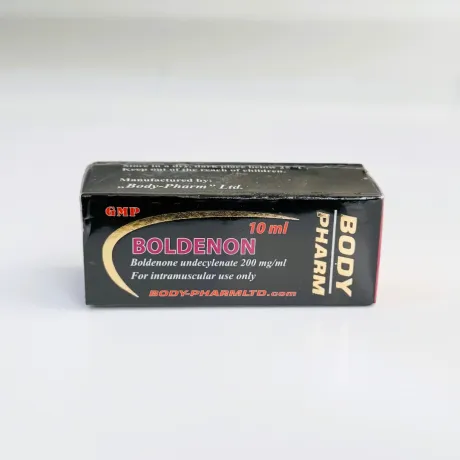 Store in a dry, dark place below 25 °C.
Keep out of the reach of children.
Manufactured by:
„Body-Pharm” Ltd.
GMP
10 ml
BOLDENON
Boldenone undecylenate 200 mg/ml
For intramuscular use only
BODY-PHARMLTD.com
BODY
PHARM